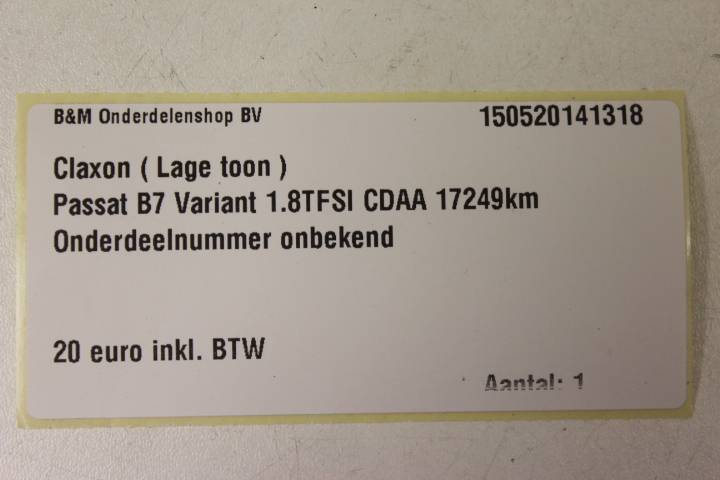 B&M Onderdelenshop BV 150520141318
Claxon ( Lage toon )
Passat B7 Variant 1.8TFSI CDAA 17249km
Onderdeelnummer onbekend
20 euro inkl. BTW
Aantal: 1